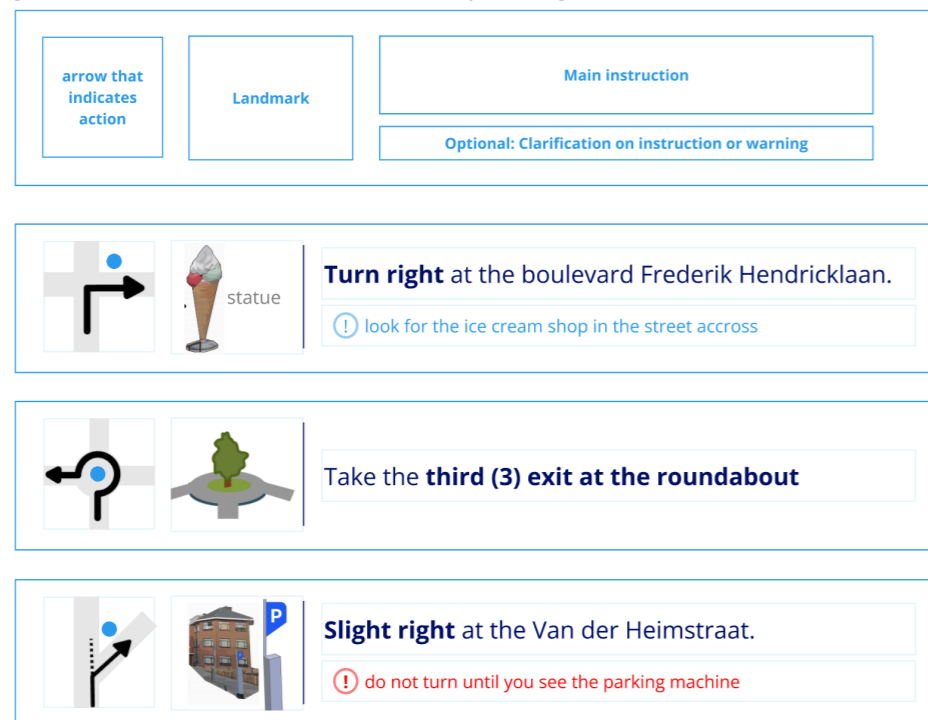 arrow that
indicates
action
Landmark
Main instruction
Optional: Clarification on instruction or warning
statue
Turn right at the boulevard Frederik Hendricklaan.
! look for the ice cream shop in the street accross
Take the third (3) exit at the roundabout
P
Slight right at the Van der Heimstraat.
! do not turn until you see the parking machine